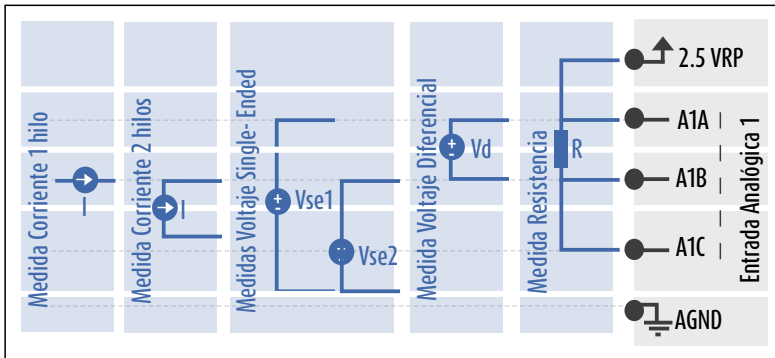 Medida Corriente 1 hilo
I
Medida Corriente 2 hilos
I
Medidas Voltaje Single- Ended
Vse1
Vse2
Medida Voltaje Diferencial
Vd
Medida Resistencia
R
2.5 VRP
A1A
A1B
A1C
AGND
Entrada Analógica 1